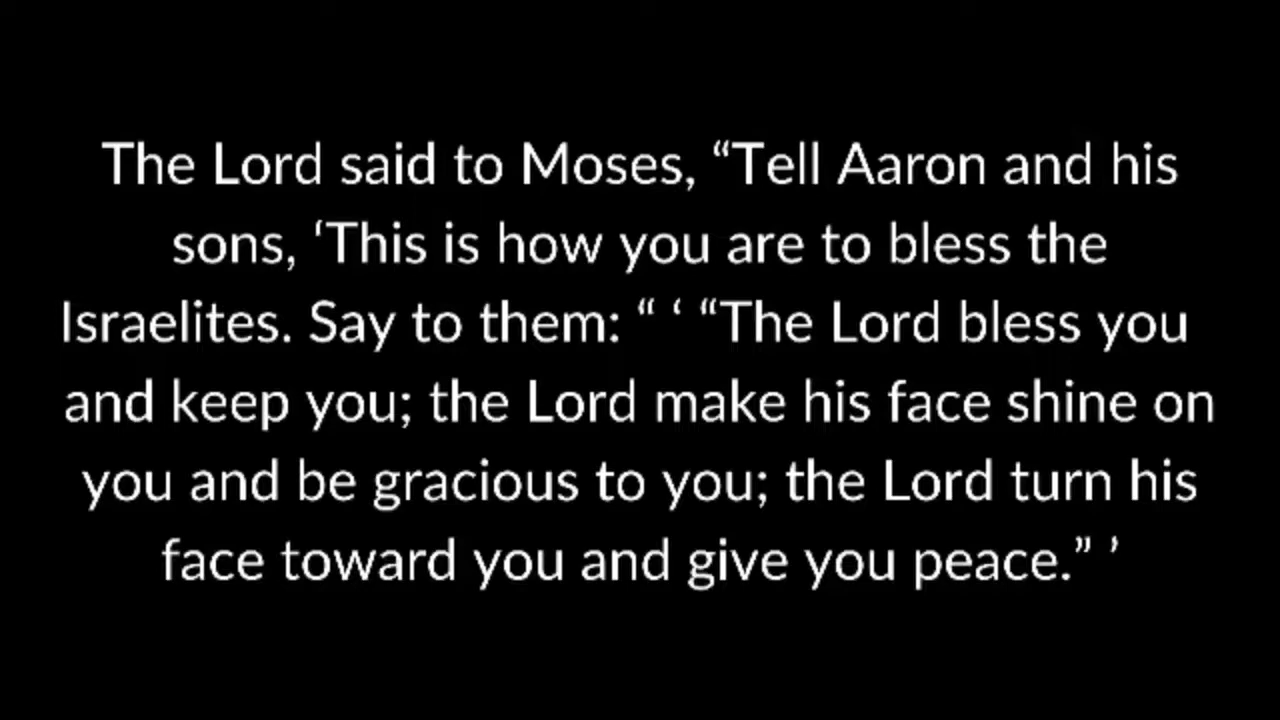 The Lord said to Moses, “Tell Aaron and his
sons, ‘This is how you are to bless the
Israelites. Say to them: “ ‘ “The Lord bless you
and keep you; the Lord make his face shine on
you and be gracious to you; the Lord turn his
face toward you and give you peace.” ’